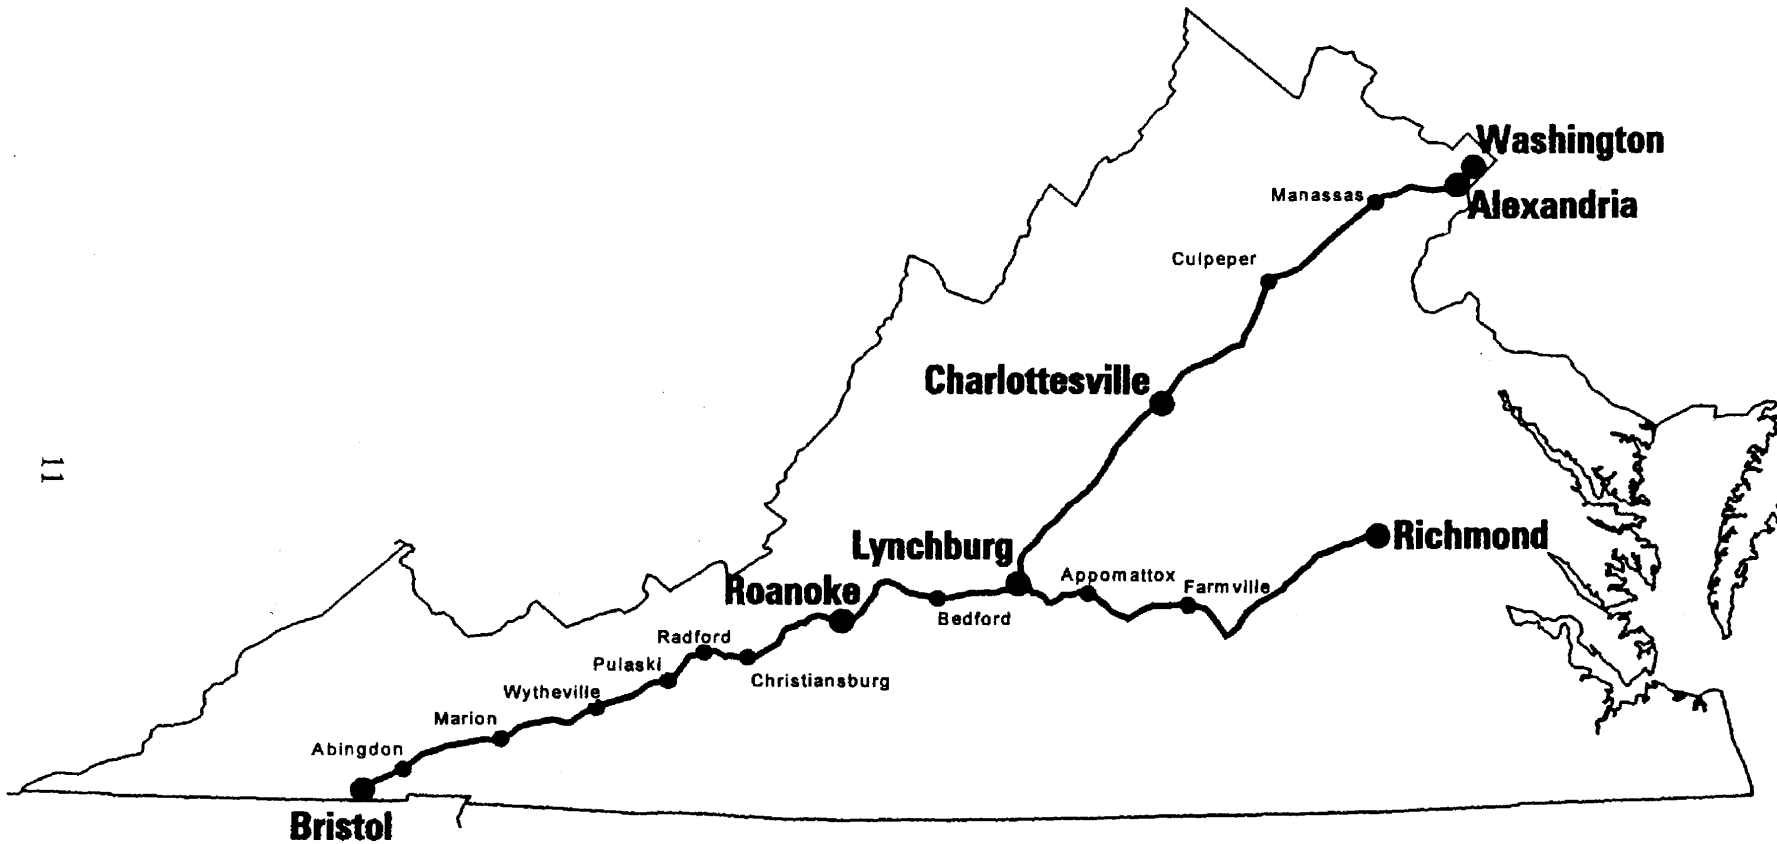 Washington
Manassas
Alexandria
Culpeper
Charlottesville
11
Richmond
Lynchburg
Appomattox
Farmville
Roanoke
Bedford
Radford
Pulaski
Christiansburg
Wytheville
Marion
Abingdon
Bristol